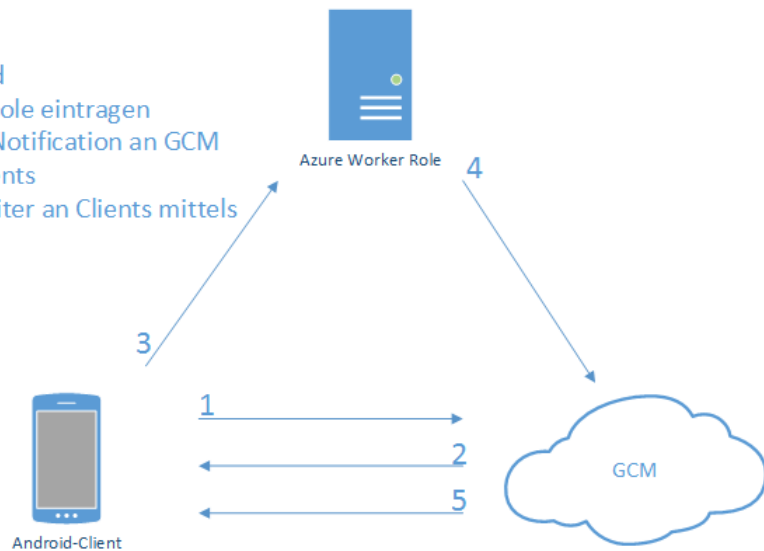 ole eintragen
Notification an GCM
nts
iter an Clients mittels
Azure Worker Role
4
3
1
2
GCM
5
Android-Client